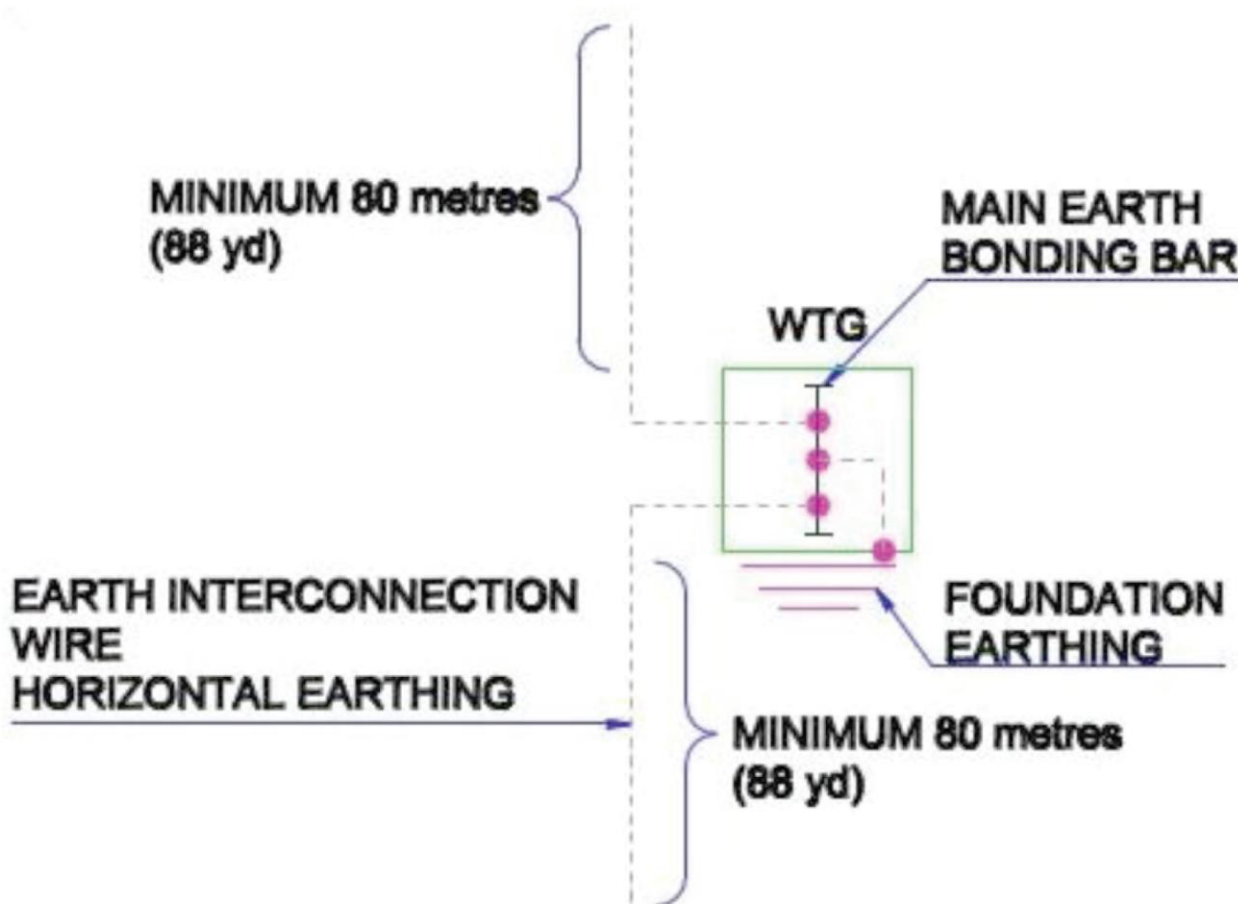 MINIMUM 80 metres
(88 yd)
MAIN EARTH
BONDING BAR
WTG
EARTH INTERCONNECTION
WIRE
HORIZONTAL EARTHING
FOUNDATION
EARTHING
MINIMUM 80 metres
(88 yd)